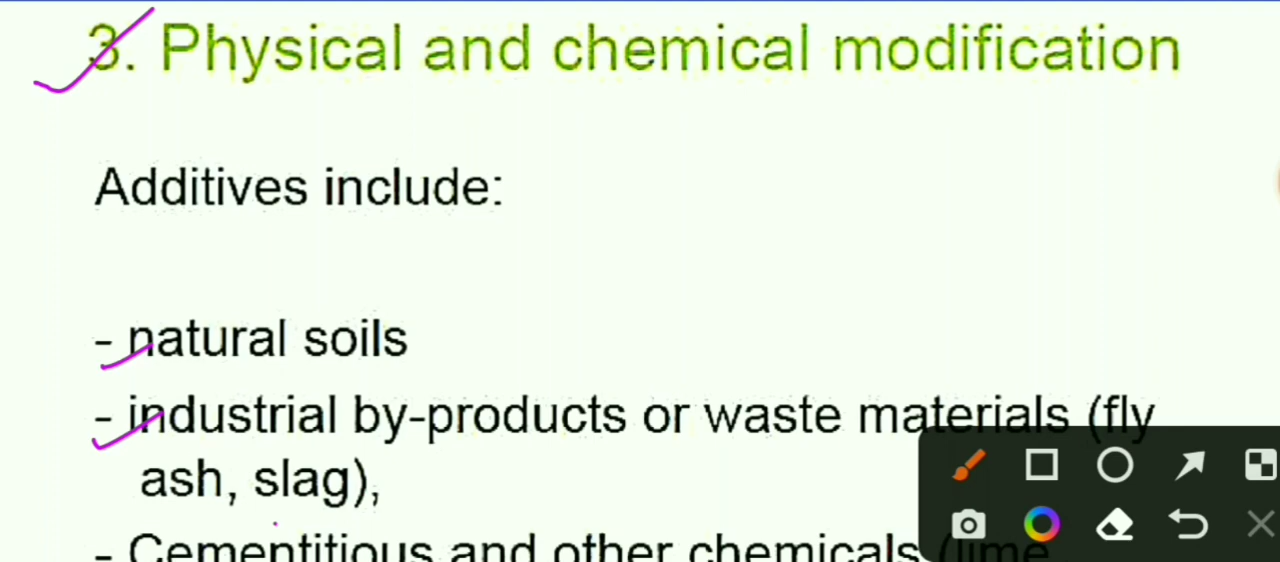 3. Physical and chemical modification
Additives include:
- natural soils
- industrial by-products or waste materials (fly
ash, slag),
- Cementitious and other chemicals (lime